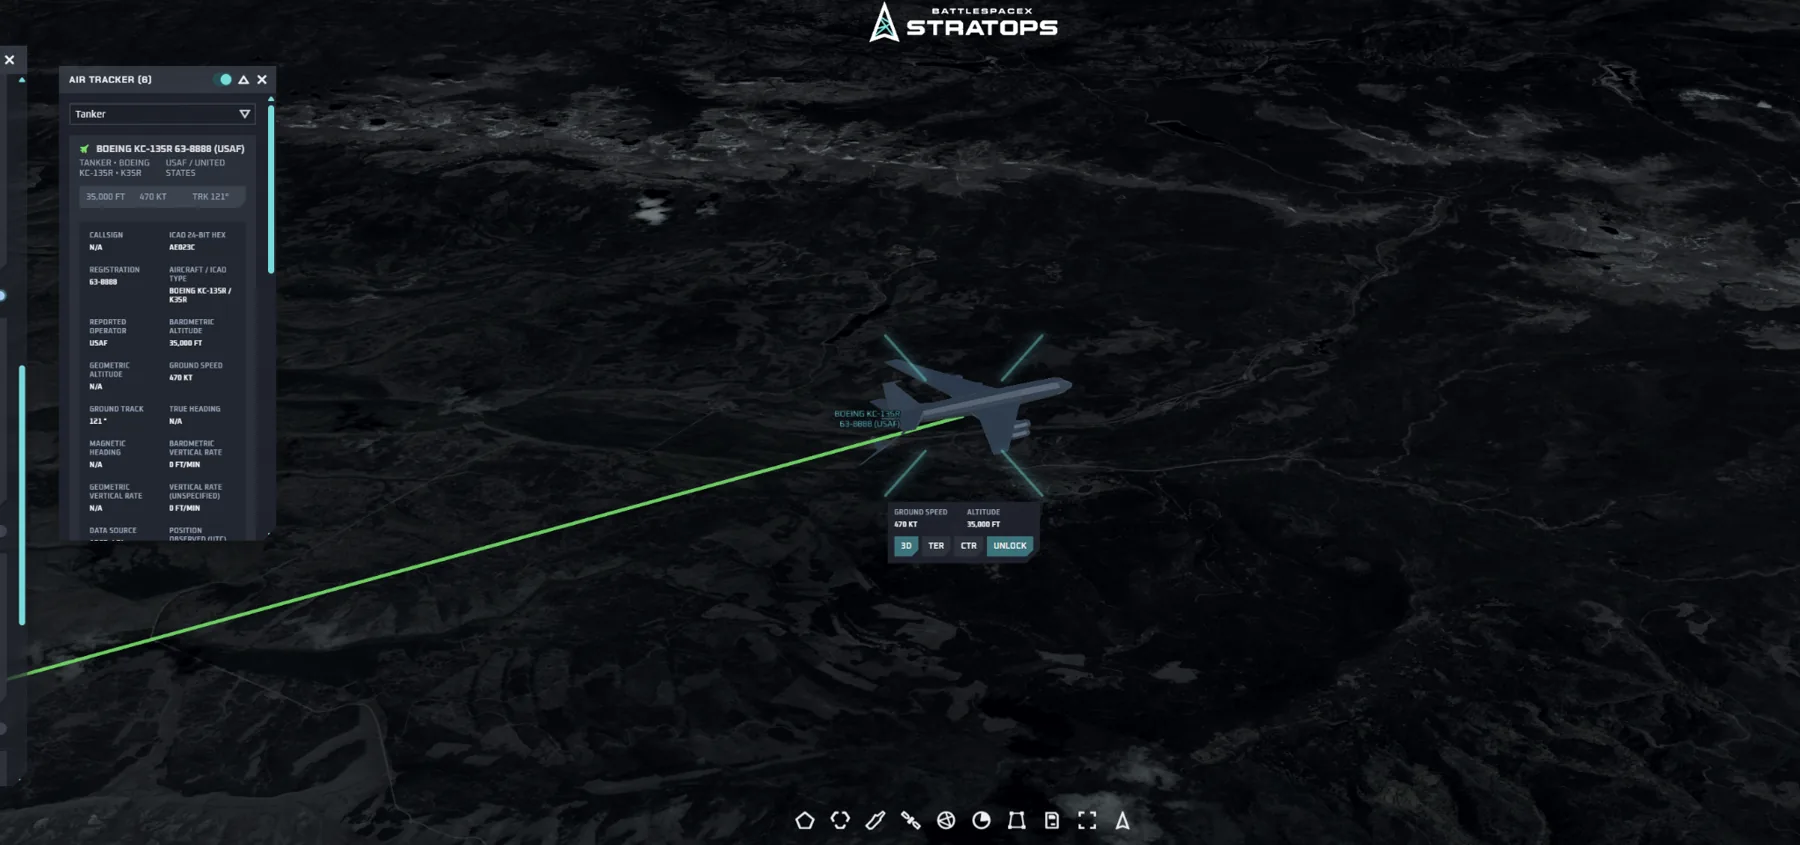 BATTLESPACEX
STRATOPS
AIR TRACKER (6)
Tanker
BOEING KC-135R 63-8888 (USAF)
TANKER • BOEING
KC-135R • K35R
USAF / UNITED
STATES
35,000 FT 470 KT TRK 121°
CALLSIGN
N/A
ICAO 24-BIT HEX
AE023C
REGISTRATION
63-8888
AIRCRAFT / ICAO
TYPE
BOEING KC-135R /
K35R
REPORTED
OPERATOR
USAF
BAROMETRIC
ALTITUDE
35,000 FT
GEOMETRIC
ALTITUDE
N/A
GROUND SPEED
470 KT
GROUND TRACK
121 °
TRUE HEADING
N/A
MAGNETIC
HEADING
N/A
BAROMETRIC
VERTICAL RATE
0 FT/MIN
GEOMETRIC
VERTICAL RATE
N/A
VERTICAL RATE
(UNSPECIFIED)
0 FT/MIN
DATA SOURCE
POSITION
OBSERVED (UTC)
BOEING KC-135R
63-8888 (USAF)
GROUND SPEED
470 KT
ALTITUDE
35,000 FT
3D TER CTR UNLOCK